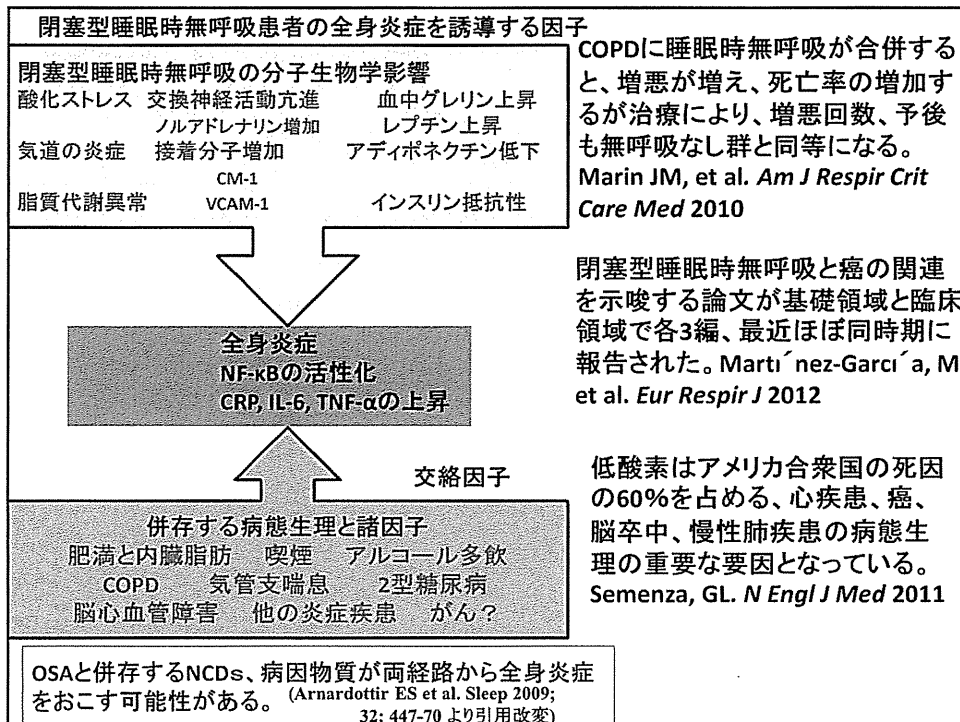 閉塞型睡眠時無呼吸患者の全身炎症を誘導する因子
閉塞型睡眠時無呼吸の分子生物学影響
酸化ストレス 交換神経活動亢進 血中グレリン上昇
ノルアドレナリン増加 レプチン上昇
気道の炎症 接着分子増加 アディポネクチン低下
CM-1
脂質代謝異常 VCAM-1 インスリン抵抗性
全身炎症
NF-κBの活性化
CRP, IL-6, TNF-αの上昇
交絡因子
併存する病態生理と諸因子
肥満と内臓脂肪 喫煙 アルコール多飲
COPD 気管支喘息 2型糖尿病
脳心血管障害 他の炎症疾患 がん？
OSAと併存するNCDs、病因物質が両経路から全身炎症
をおこす可能性がある。 (Arnardottir ES et al. Sleep 2009;
32: 447-70 より引用改変)
COPDに睡眠時無呼吸が合併する
と、増悪が増え、死亡率の増加す
るが治療により、増悪回数、予後
も無呼吸なし群と同等になる。
Marin JM, et al. Am J Respir Crit
Care Med 2010
閉塞型睡眠時無呼吸と癌の関連
を示唆する論文が基礎領域と臨床
領域で各3編、最近ほぼ同時期に
報告された。Martı´nez-Garcı´a, M
et al. Eur Respir J 2012
低酸素はアメリカ合衆国の死因
の60%を占める、心疾患、癌、
脳卒中、慢性肺疾患の病態生
理の重要な要因となっている。
Semenza, GL. N Engl J Med 2011